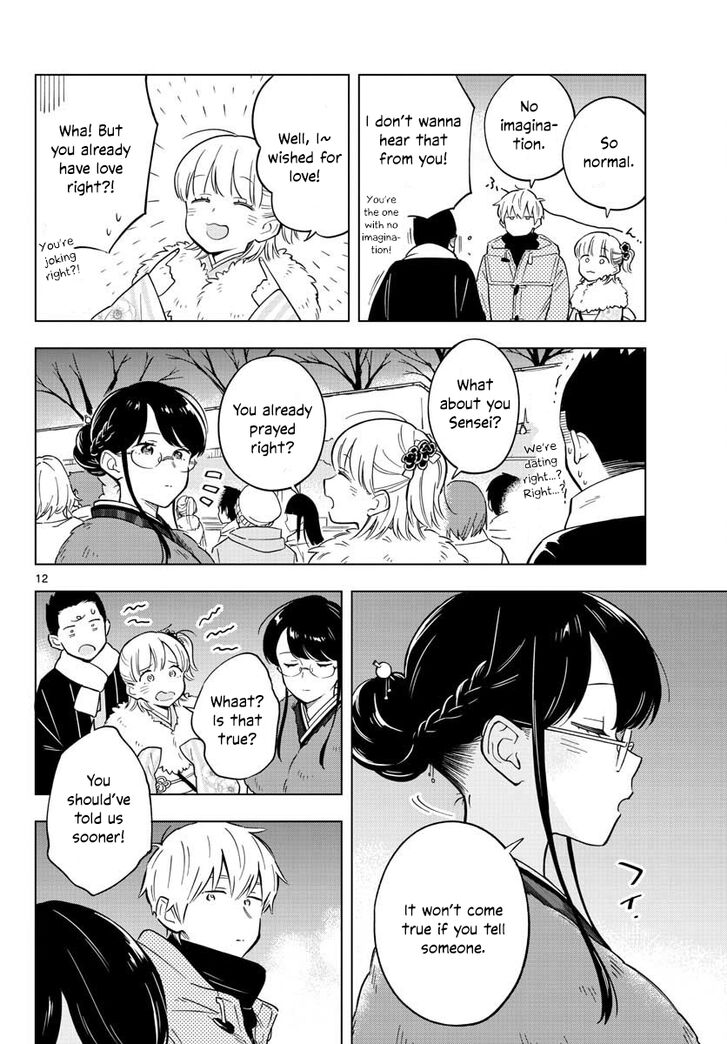 So
normal.
No
imagina-
tion.
I don't wanna
hear that
from you!
You're
the one
with no
imagina-
tion!
Well, I~
wished for
love!
Wha! But
you already
have love
right?!
You're
joking
right?!
What
about you
Sensei?
We're
dating
right...?
Right...?
You already
prayed
right?
12
It won't come
true if you tell
someone.
プイ
Whaat?
Is that
true?
You
should've
told us
sooner!